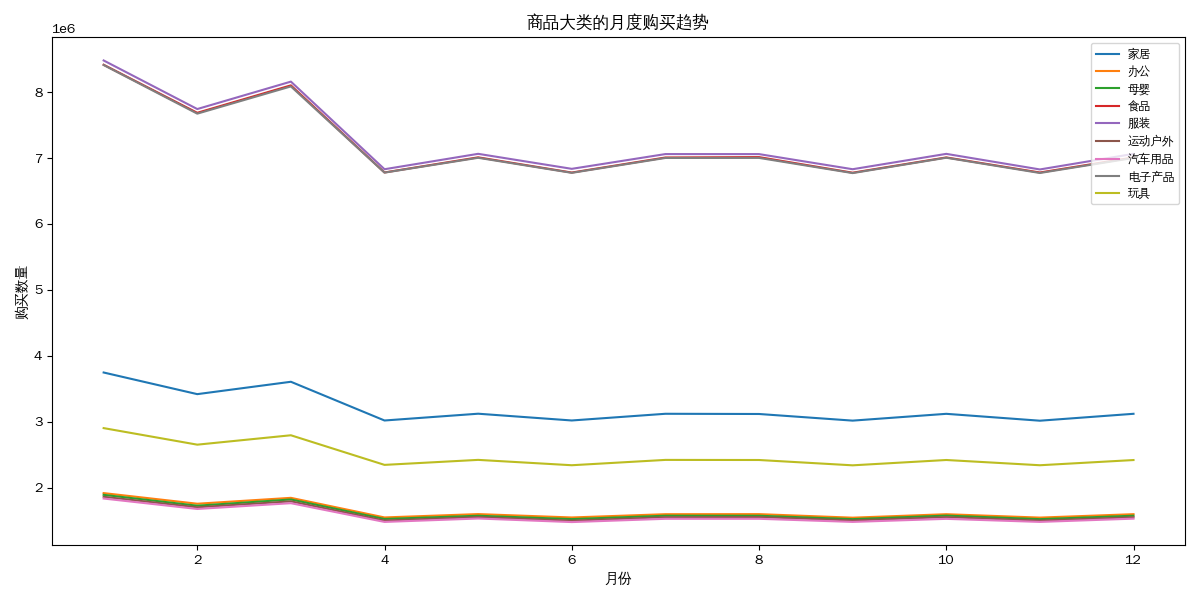 商品大类的月度购买趋势
1e6
8
7
6
5
4
3
2
购买数量
家居
办公
母婴
食品
服装
运动户外
汽车用品
电子产品
玩具
2 4 6 8 10 12
月份